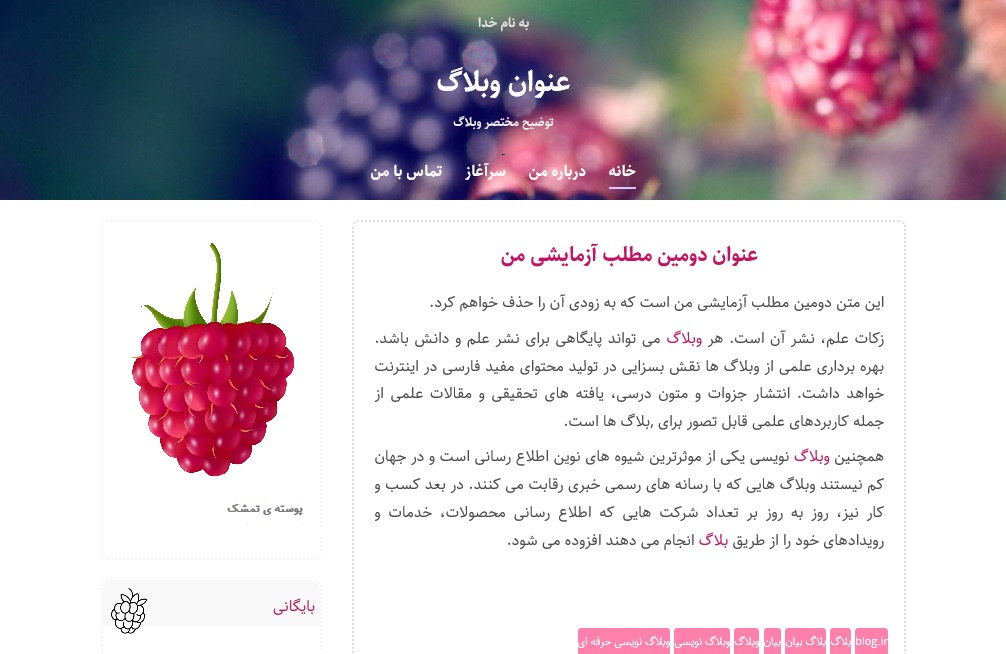 به نام خدا
عنوان وبلاگ
توضیح مختصر وبلاگ
خانه درباره من سرآغاز تماس با من
عنوان دومین مطلب آزمایشی من
این متن دومین مطلب آزمایشی من است که به زودی آن را حذف خواهم کرد.
زکات علم، نشر آن است. هر وبلاگ می تواند پایگاهی برای نشر علم و دانش باشد.
بهره برداری علمی از وبلاگ ها نقش بسزایی در تولید محتوای مفید فارسی در اینترنت
خواهد داشت. انتشار جزوات و متون درسی، یافته های تحقیقی و مقالات علمی از
جمله کاربردهای علمی قابل تصور برای ,بلاگ ها است.
همچنین وبلاگ نویسی یکی از موثرترین شیوه های نوین اطلاع رسانی است و در جهان
کم نیستند وبلاگ هایی که با رسانه های رسمی خبری رقابت می کنند. در بعد کسب و
کار نیز، روز به روز بر تعداد شرکت هایی که اطلاع رسانی محصولات، خدمات و
رویدادهای خود را از طریق بلاگ انجام می دهند افزوده می شود.
blog.ir بلاگ بلاگ بیان بیان وبلاگ وبلاگ نویسی وبلاگ نویسی حرفه ای
پوسته ی تمشک
بایگانی